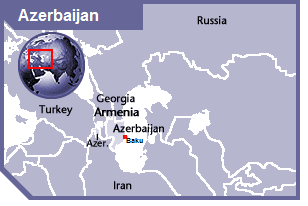 Azerbaijan
Russia
Georgia
Turkey
Armenia
Azerbaijan
Azer.
Baku
Iran